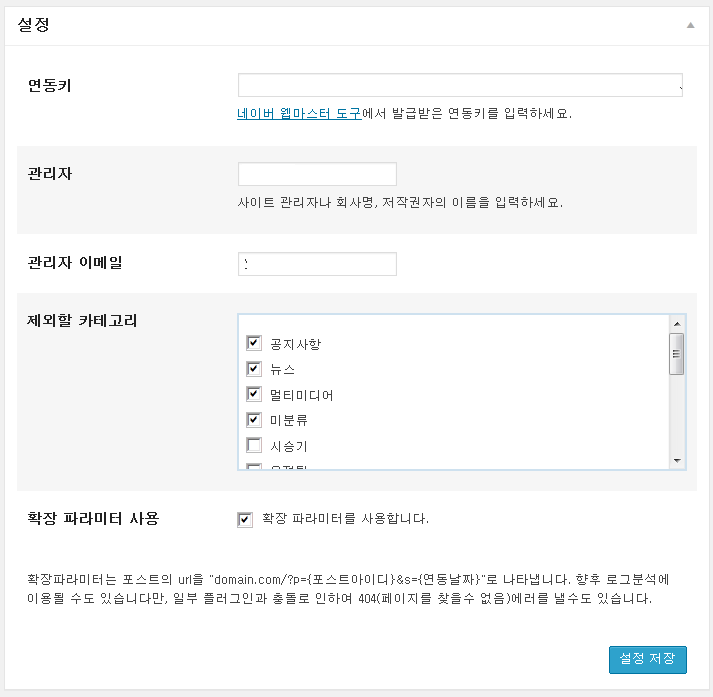 설정
연동키
네이버 웹마스터 도구에서 발급받은 연동키를 입력하세요.
관리자
사이트 관리자나 회사명, 저작권자의 이름을 입력하세요.
관리자 이메일
제외할 카테고리
공지사항
뉴스
멀티미디어
미분류
시승기
확장 파라미터 사용
확장 파라미터를 사용합니다.
확장파라미터는 포스트의 url을 "domain.com/?p={포스트아이디}&s={연동날짜}"로 나타냅니다. 향후 로그분석에
이용될 수도 있습니다만, 일부 플러그인과 충돌로 인하여 404(페이지를 찾을수 없음)에러를 낼수도 있습니다.
설정 저장